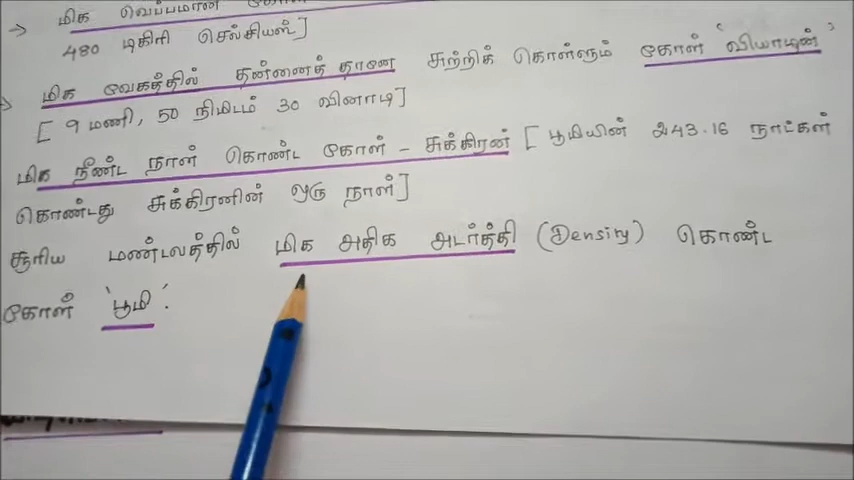 → மிக வெப்பமான
480 டிகிரி செல்சியஸ்]
மிக வேகத்தில் தன்னைத் தானே சுற்றிக் கொள்ளும் கோள் 'வியாழன்'
[ 9 மணி, 50 நிமிடம் 30 வினாடி]
மிக நீண்ட நாள் கொண்ட கோள் - சுக்கிரன் [ பூமியின் 243.16 நாட்கள்
கொண்டது சுக்கிரனின் ஒரு நாள்]
சூரிய மண்டலத்தில் மிக அதிக அடர்த்தி (Density) கொண்ட
கோள் 'பூமி'.